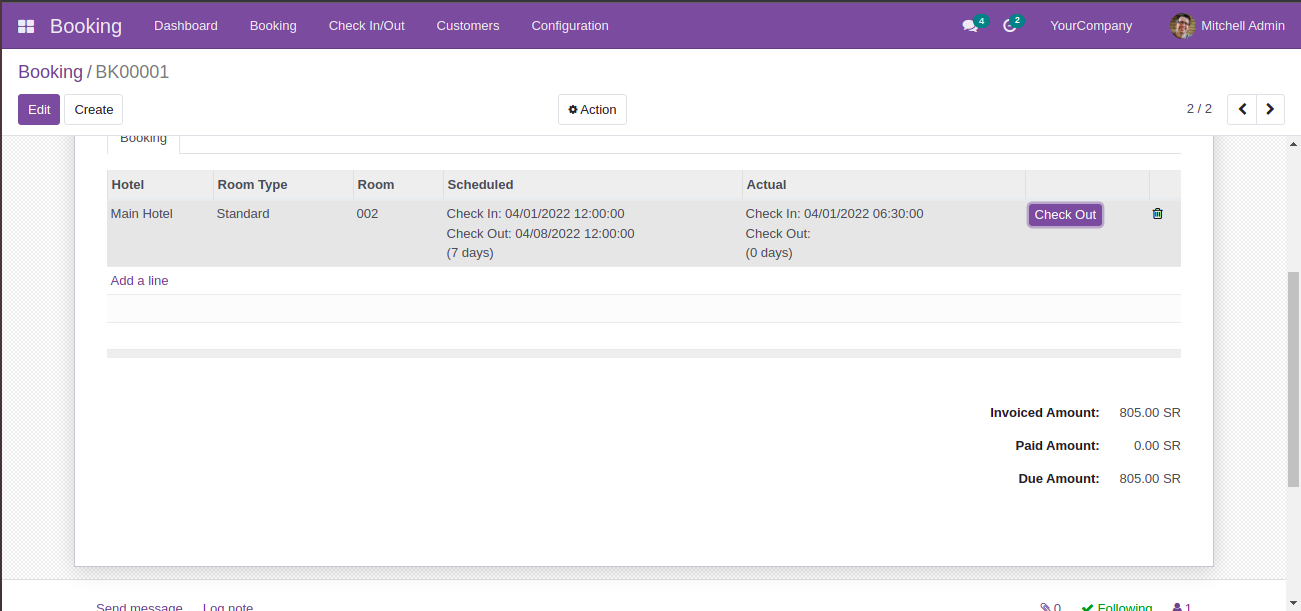 Booking Dashboard Booking Check In/Out Customers Configuration 4 2 YourCompany Mitchell Admin
Booking / BK00001
Edit Create Action 2 / 2
Booking
Hotel Room Type Room Scheduled Actual
Main Hotel Standard 002 Check In: 04/01/2022 12:00:00 Check In: 04/01/2022 06:30:00 Check Out
Check Out: 04/08/2022 12:00:00 Check Out:
(7 days) (0 days)
Add a line
Invoiced Amount: 805.00 SR
Paid Amount: 0.00 SR
Due Amount: 805.00 SR
Send message Log note 0 Following 1